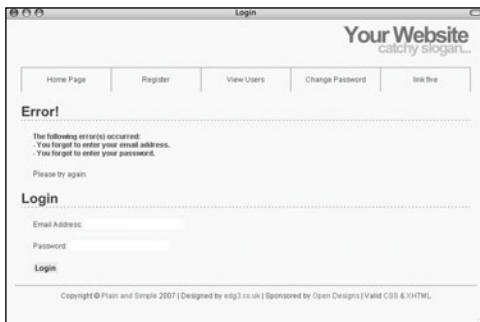 Login
Your Website
catchy slogan...
Home Page Register View Users Change Password link five
Error!
The following error(s) occurred:
- You forgot to enter your email address.
- You forgot to enter your password.
Please try again.
Login
Email Address:
Password:
Login
Copyright © Plain and Simple 2007 | Designed by edg3.co.uk | Sponsored by Open Designs | Valid CSS & XHTML